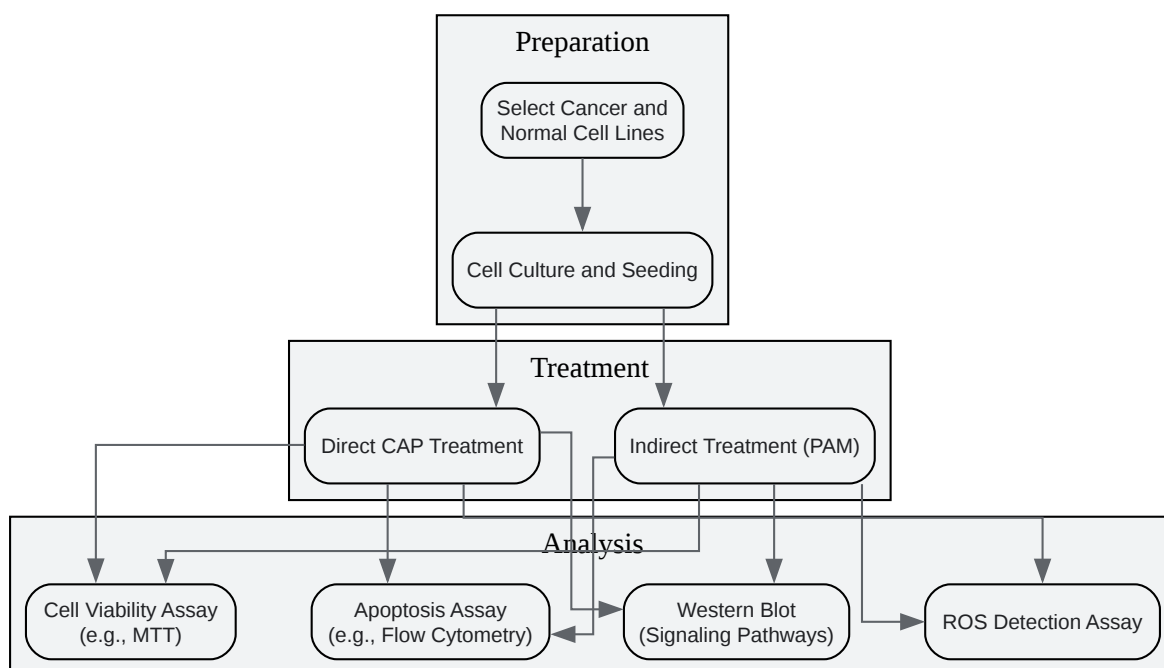 Preparation
Select Cancer and
Normal Cell Lines
Cell Culture and Seeding
Treatment
Direct CAP Treatment
Indirect Treatment (PAM)
Analysis
Cell Viability Assay
(e.g., MTT)
Apoptosis Assay
(e.g., Flow Cytometry)
Western Blot
(Signaling Pathways)
ROS Detection Assay